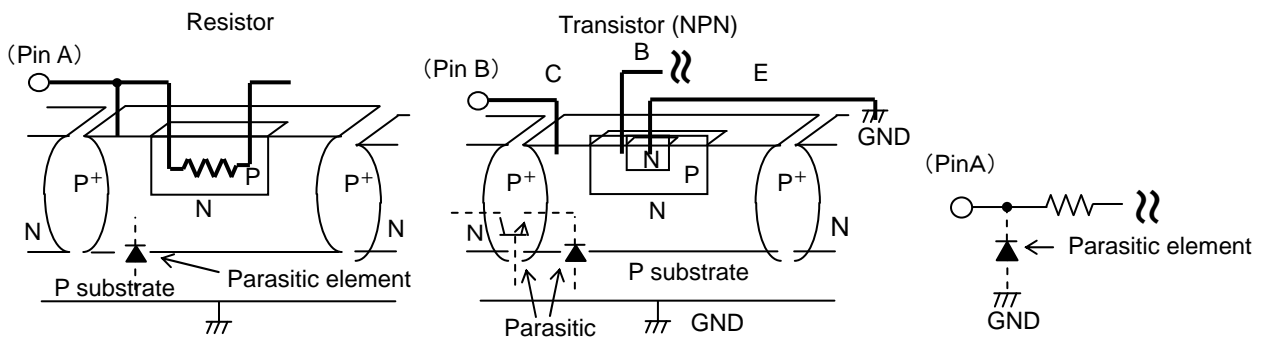 Resistor
(Pin A)
P+
P
P+
N
N
N
Parasitic element
P substrate
Transistor (NPN)
(Pin B)
C
B
E
GND
P+
N
P
P+
N
N
N
P substrate
Parasitic
GND
(PinA)
Parasitic element
GND